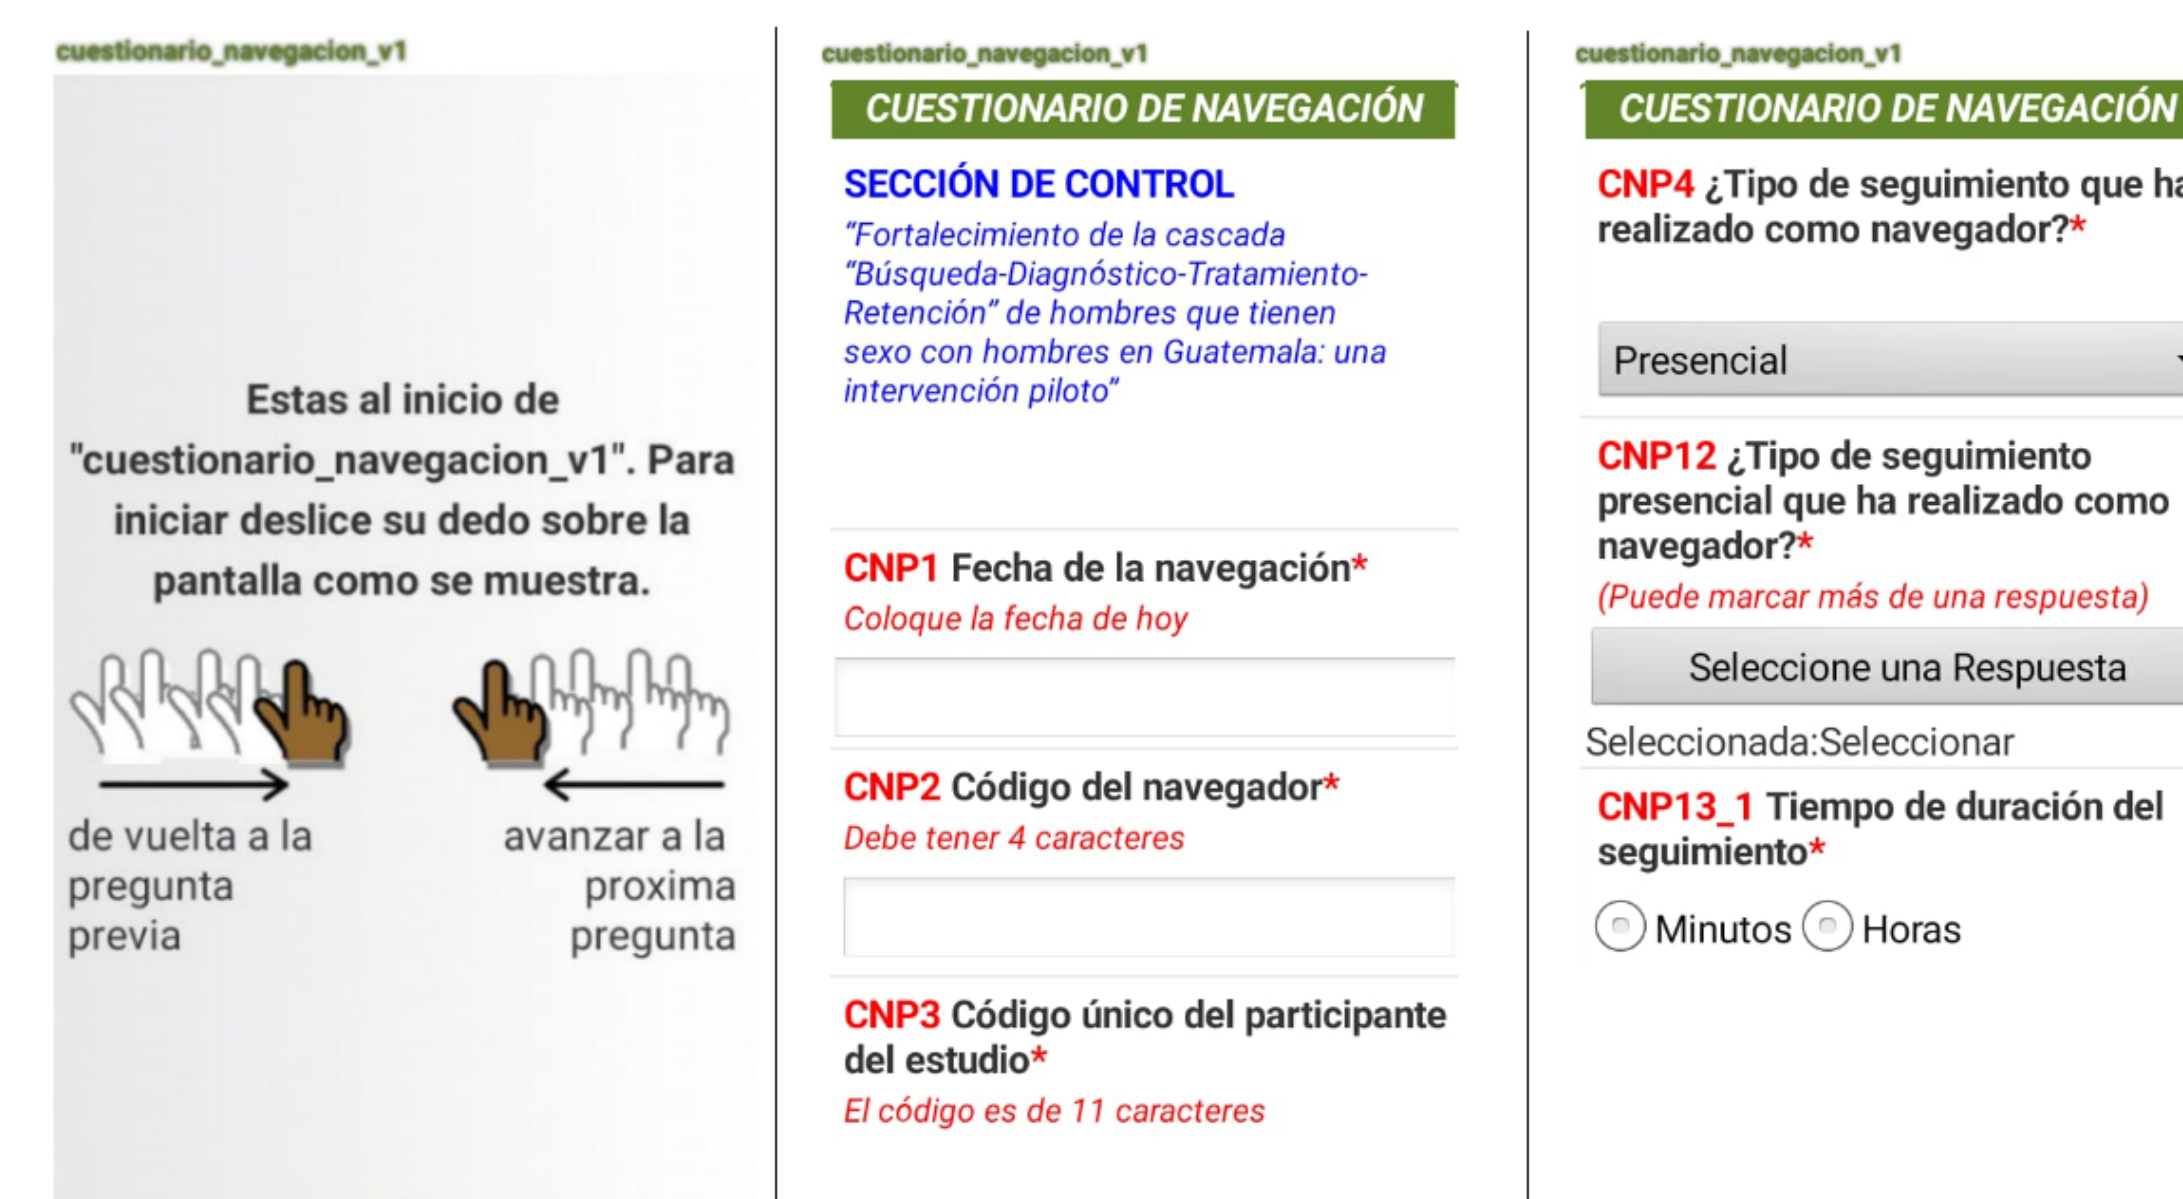 cuestionario_navegacion_v1
Estas al inicio de
"cuestionario_navegacion_v1". Para
iniciar deslice su dedo sobre la
pantalla como se muestra.
de vuelta a la
pregunta
previa
avanzar a la
proxima
pregunta
cuestionario_navegacion_v1
CUESTIONARIO DE NAVEGACIÓN
SECCIÓN DE CONTROL
“Fortalecimiento de la cascada
“Búsqueda-Diagnóstico-Tratamiento-
Retención” de hombres que tienen
sexo con hombres en Guatemala: una
intervención piloto”
CNP1 Fecha de la navegación*
Coloque la fecha de hoy
CNP2 Código del navegador*
Debe tener 4 caracteres
CNP3 Código único del participante
del estudio*
El código es de 11 caracteres
cuestionario_navegacion_v1
CUESTIONARIO DE NAVEGACIÓN
CNP4 ¿Tipo de seguimiento que ha
realizado como navegador?*
Presencial
CNP12 ¿Tipo de seguimiento
presencial que ha realizado como
navegador?*
(Puede marcar más de una respuesta)
Seleccione una Respuesta
Seleccionada:Seleccionar
CNP13_1 Tiempo de duración del
seguimiento*
Minutos Horas